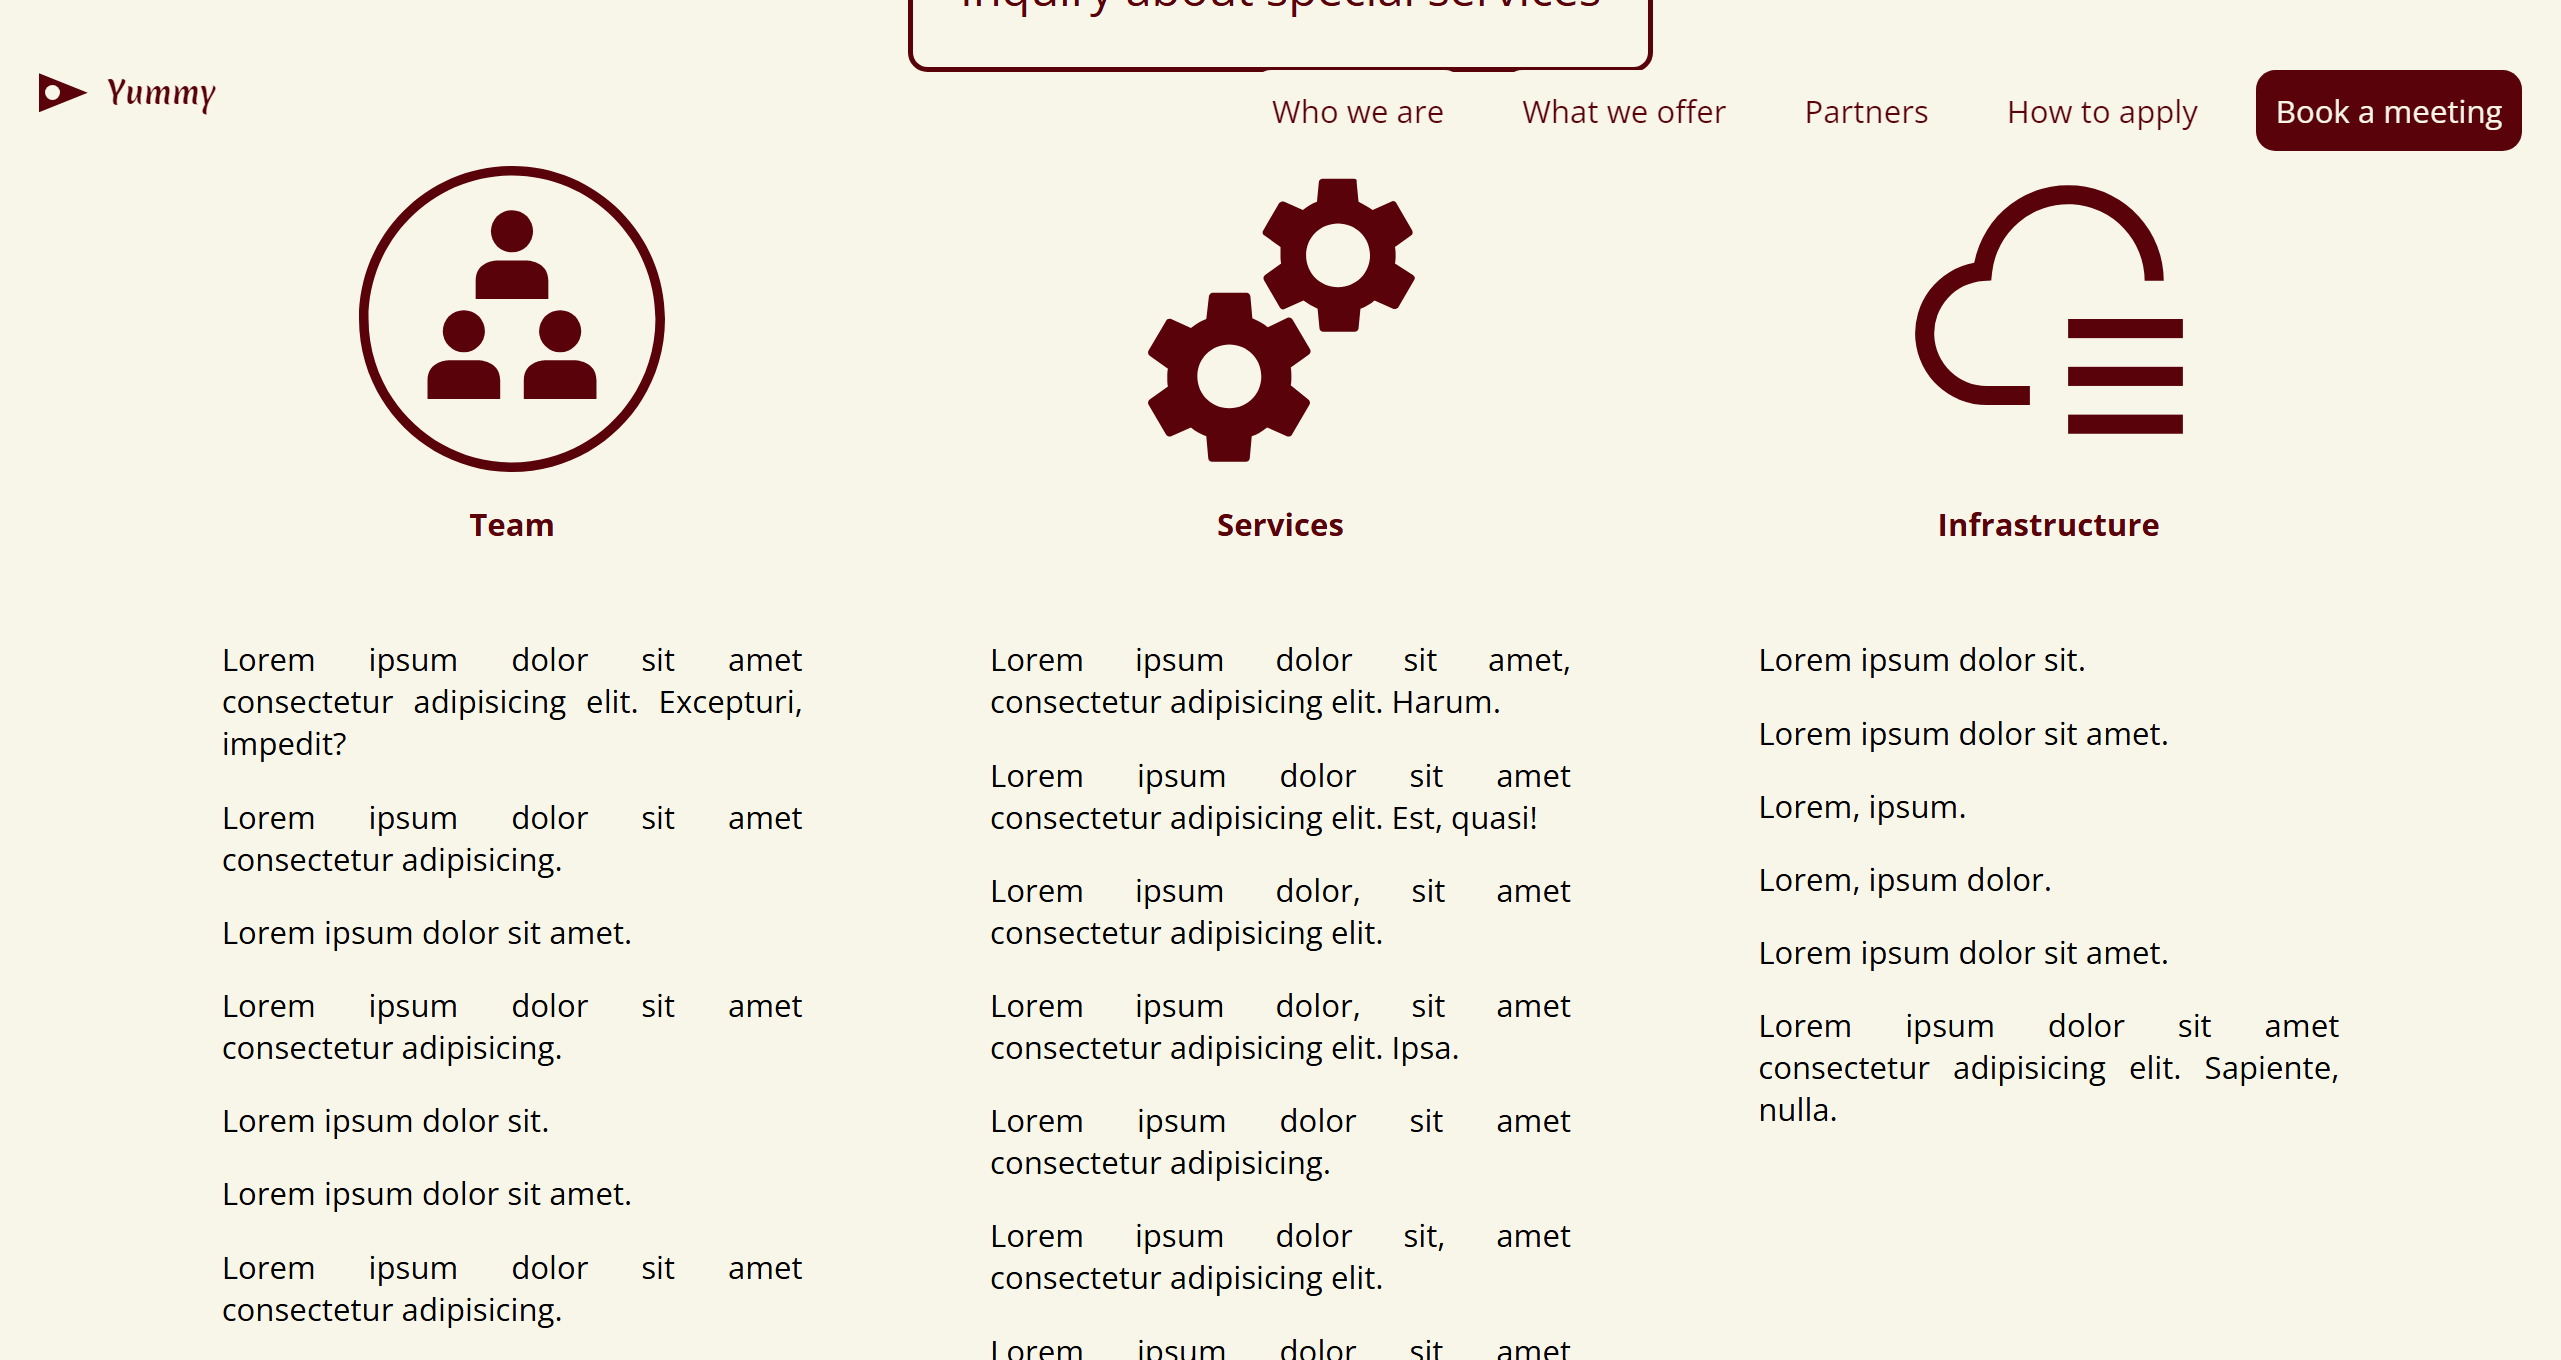 Inquiry about special services
Yummy
Who we are
What we offer
Partners
How to apply
Book a meeting
Team
Lorem ipsum dolor sit amet
consectetur adipisicing elit. Excepturi,
impedit?
Lorem ipsum dolor sit amet
consectetur adipisicing.
Lorem ipsum dolor sit amet.
Lorem ipsum dolor sit amet
consectetur adipisicing.
Lorem ipsum dolor sit.
Lorem ipsum dolor sit amet.
Lorem ipsum dolor sit amet
consectetur adipisicing.
Services
Lorem ipsum dolor sit amet,
consectetur adipisicing elit. Harum.
Lorem ipsum dolor sit amet
consectetur adipisicing elit. Est, quasi!
Lorem ipsum dolor, sit amet
consectetur adipisicing elit.
Lorem ipsum dolor, sit amet
consectetur adipisicing elit. Ipsa.
Lorem ipsum dolor sit amet
consectetur adipisicing.
Lorem ipsum dolor sit, amet
consectetur adipisicing elit.
Lorem ipsum dolor sit amet
Infrastructure
Lorem ipsum dolor sit.
Lorem ipsum dolor sit amet.
Lorem, ipsum.
Lorem, ipsum dolor.
Lorem ipsum dolor sit amet.
Lorem ipsum dolor sit amet
consectetur adipisicing elit. Sapiente,
nulla.